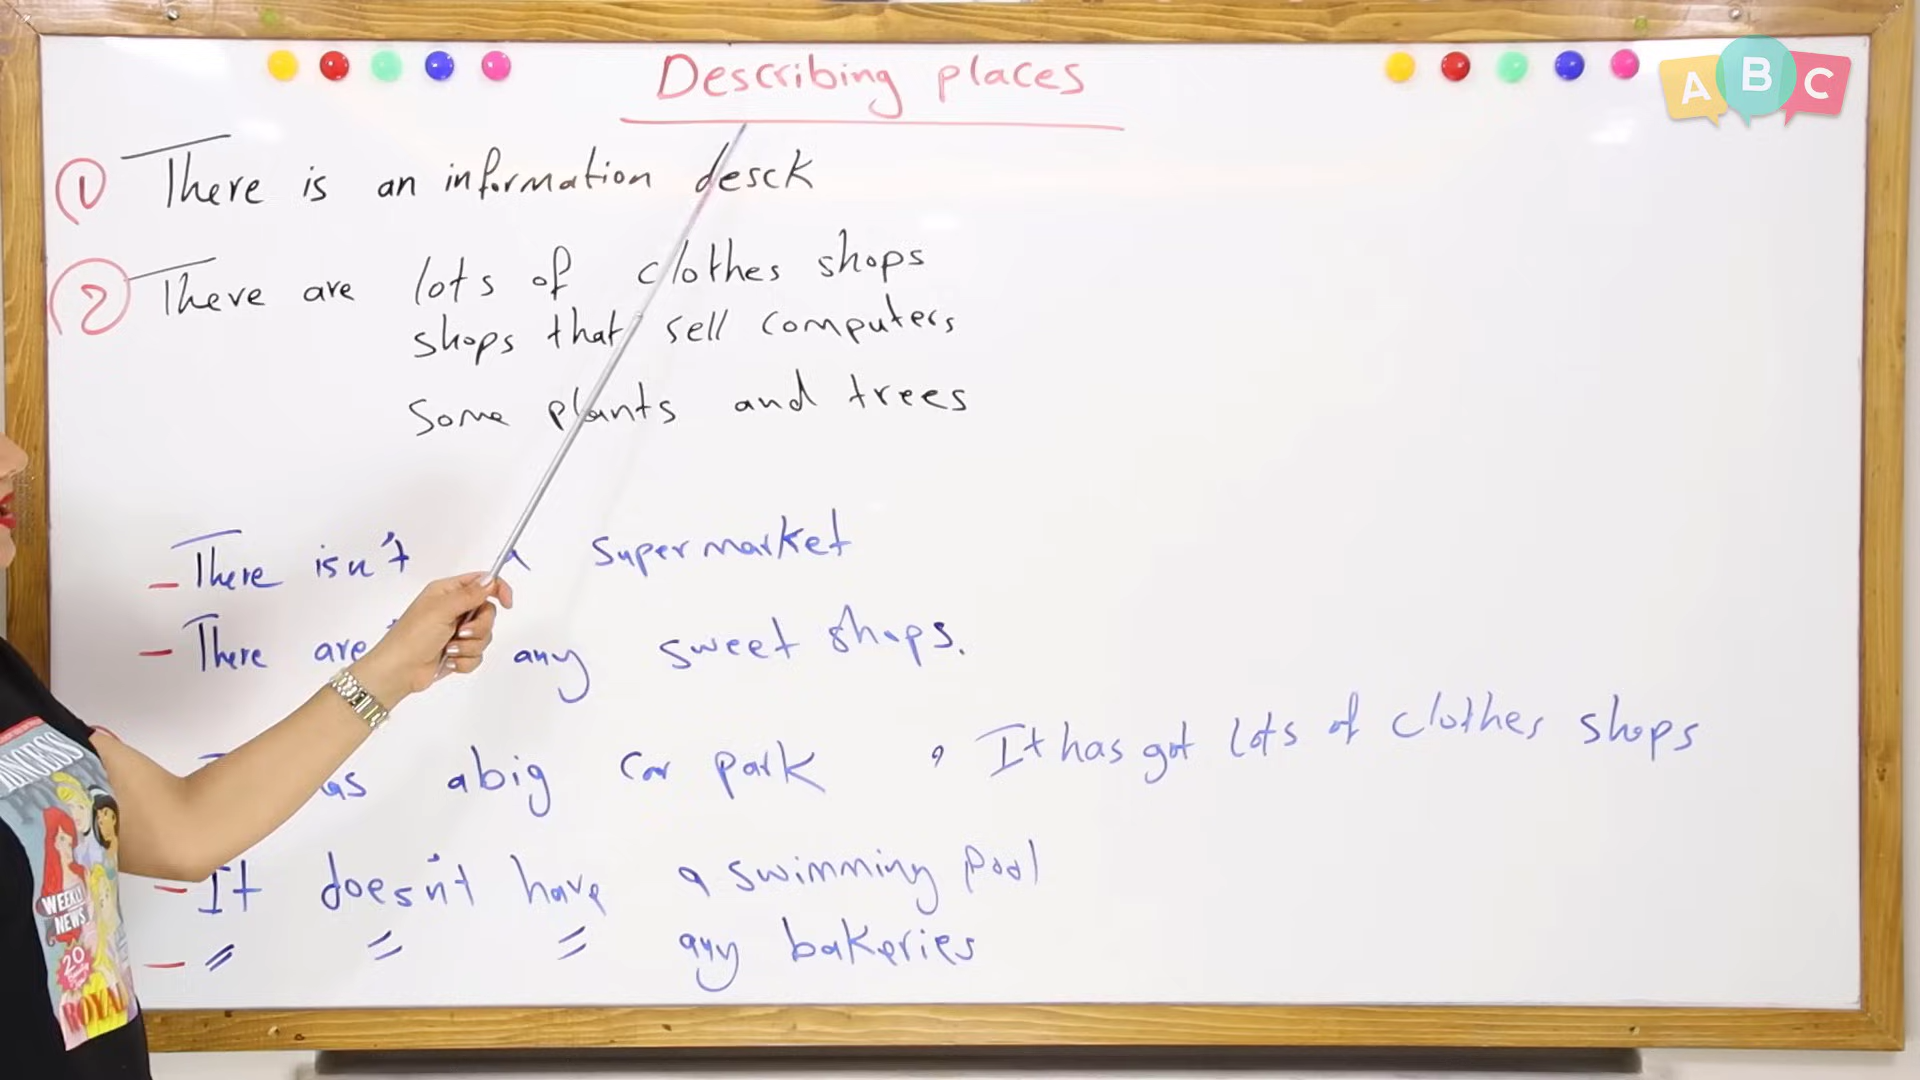 A B C
Describing places
1 There is an information desck
2 There are lots of clothes shops
shops that sell computers
Some plants and trees
- There isn't a supermarket
- There any sweet shops.
a big car park , It has got lots of clothes shops
- It doesn't have a swimming pool
- " " " any bakeries
WEEKLY
NEWS
20
ROYAL